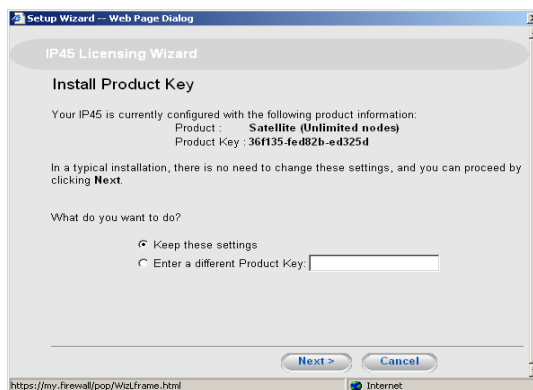 Setup Wizard -- Web Page Dialog
IP45 Licensing Wizard
Install Product Key
Your IP45 is currently configured with the following product information:
Product : Satellite (Unlimited nodes)
Product Key : 36f135-fed82b-ed325d
In a typical installation, there is no need to change these settings, and you can proceed by
clicking Next.
What do you want to do?
Keep these settings
Enter a different Product Key:
Next >
Cancel
https://my.firewall/pop/WizLframe.html
Internet